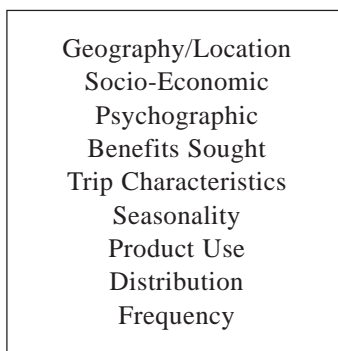 Geography/Location
Socio-Economic
Psychographic
Benefits Sought
Trip Characteristics
Seasonality
Product Use
Distribution
Frequency